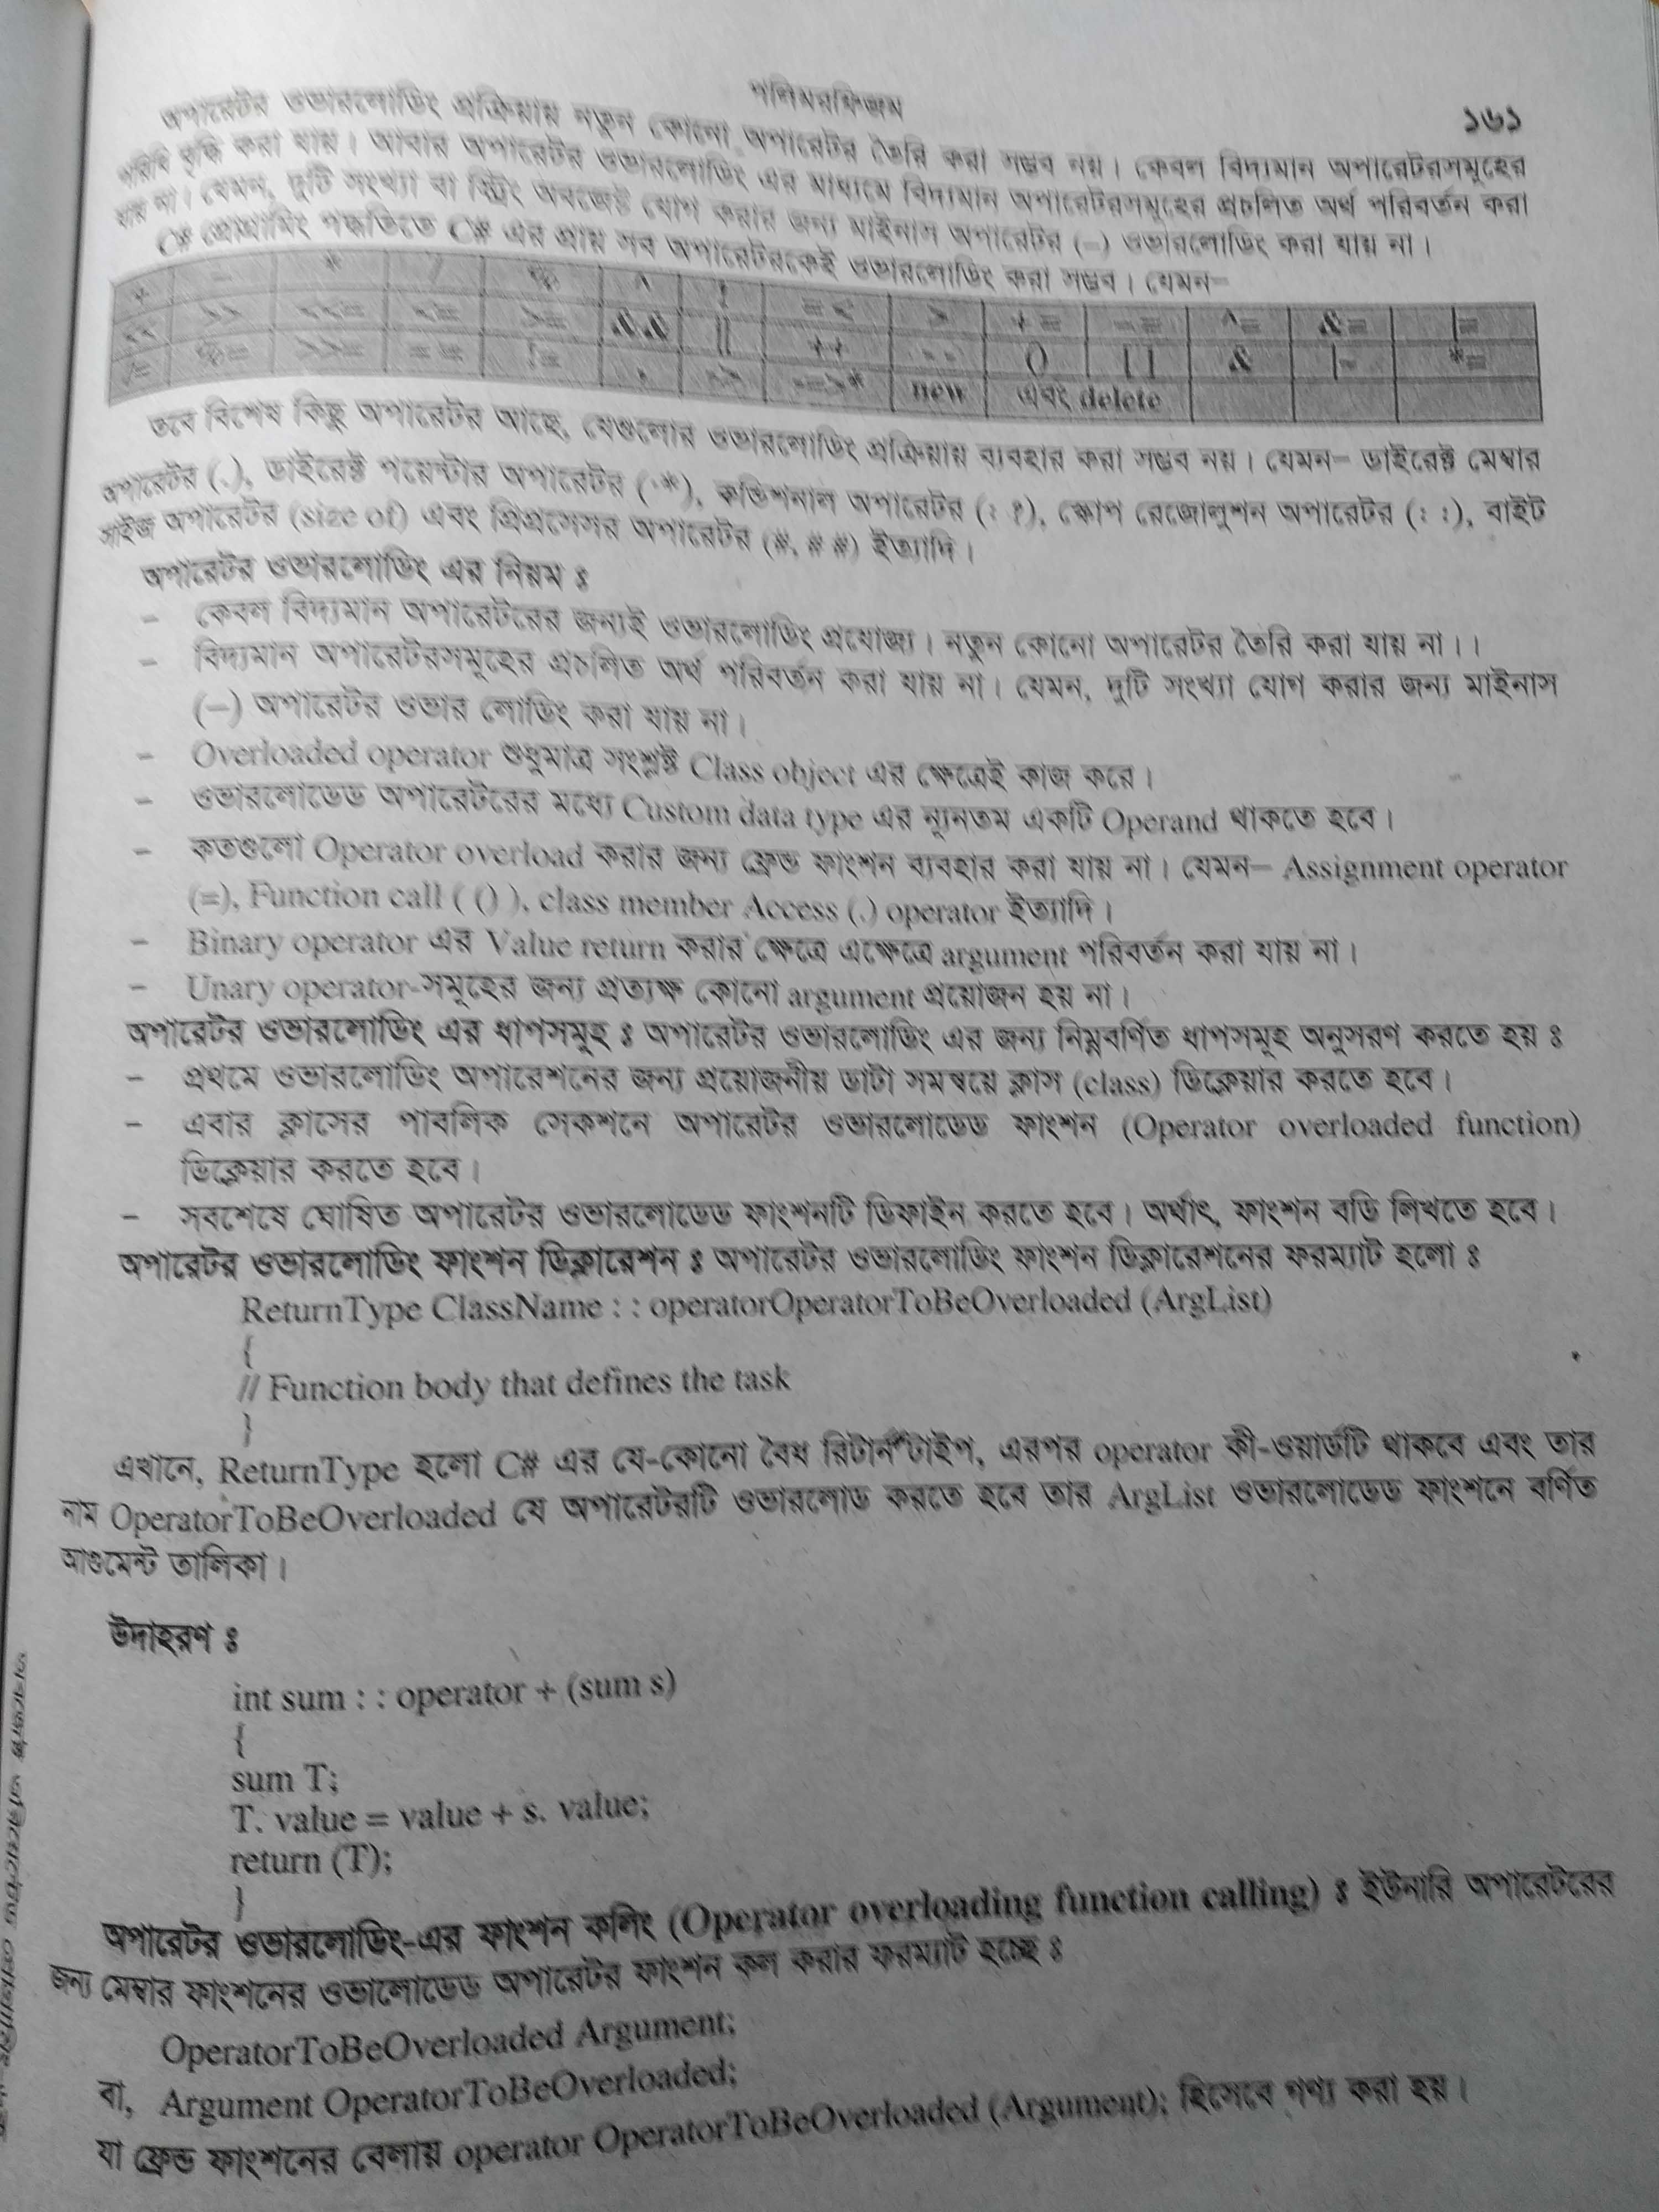 পলিমরফিজম
১৬১
অপারেটর ওভারলোডিং প্রক্রিয়ায় নতুন কোনো অপারেটর তৈরি করা সম্ভব নয়। কেবল বিদ্যমান অপারেটরসমূহের
পরিধি বৃদ্ধি করা যায়। আবার অপারেটর ওভারলোডিং এর মাধ্যমে বিদ্যমান অপারেটরসমূহের প্রচলিত অর্থ পরিবর্তন করা
যায় না। যেমন, দুটি সংখ্যা বা স্ট্রিং অবজেক্ট যোগ করার জন্য মাইনাস অপারেটর (–) ওভারলোডিং করা যায় না।
C# প্রোগ্রামিং পদ্ধতিতে C# এর প্রায় সব অপারেটরকেই ওভারলোডিং করা সম্ভব। যেমন–
+ – * / % ^ ! = < > + = – = ^= &= |=
<< >> <<= <= >= && || ++ -- () [ ] & |~ *=
/= %= >>= = = != , -> -=>* new এবং delete
তবে বিশেষ কিছু অপারেটর আছে, যেগুলোর ওভারলোডিং প্রক্রিয়ায় ব্যবহার করা সম্ভব নয়। যেমন– ডাইরেক্ট মেম্বার
অপারেটর (.), ডাইরেক্ট পয়েন্টার অপারেটর (·*), কন্ডিশনাল অপারেটর (: ?), স্কোপ রেজোলুশন অপারেটর (: :), বাইট
সাইজ অপারেটর (size of) এবং প্রিপ্রসেসর অপারেটর (#, # #) ইত্যাদি।
অপারেটর ওভারলোডিং এর নিয়ম ঃ
– কেবল বিদ্যমান অপারেটরের জন্যই ওভারলোডিং প্রযোজ্য। নতুন কোনো অপারেটর তৈরি করা যায় না।।
– বিদ্যমান অপারেটরসমূহের প্রচলিত অর্থ পরিবর্তন করা যায় না। যেমন, দুটি সংখ্যা যোগ করার জন্য মাইনাস
(–) অপারেটর ওভার লোডিং করা যায় না।
– Overloaded operator শুধুমাত্র সংশ্লষ্ট Class object এর ক্ষেত্রেই কাজ করে।
– ওভারলোডেড অপারেটরের মধ্যে Custom data type এর ন্যূনতম একটি Operand থাকতে হবে।
– কতগুলো Operator overload করার জন্য ফ্রেন্ড ফাংশন ব্যবহার করা যায় না। যেমন– Assignment operator
(=), Function call ( () ), class member Access (.) operator ইত্যাদি।
– Binary operator এর Value return করার ক্ষেত্রে এক্ষেত্রে argument পরিবর্তন করা যায় না।
– Unary operator-সমূহের জন্য প্রত্যক্ষ কোনো argument প্রয়োজন হয় না।
অপারেটর ওভারলোডিং এর ধাপসমূহ ঃ অপারেটর ওভারলোডিং এর জন্য নিম্নবর্ণিত ধাপসমূহ অনুসরণ করতে হয় ঃ
– প্রথমে ওভারলোডিং অপারেশনের জন্য প্রয়োজনীয় ডাটা সমন্বয়ে ক্লাস (class) ডিক্লেয়ার করতে হবে।
– এবার ক্লাসের পাবলিক সেকশনে অপারেটর ওভারলোডেড ফাংশন (Operator overloaded function)
ডিক্লেয়ার করতে হবে।
– সবশেষে ঘোষিত অপারেটর ওভারলোডেড ফাংশনটি ডিফাইন করতে হবে। অর্থাৎ, ফাংশন বডি লিখতে হবে।
অপারেটর ওভারলোডিং ফাংশন ডিক্লারেশন ঃ অপারেটর ওভারলোডিং ফাংশন ডিক্লারেশনের ফরম্যাট হলো ঃ
ReturnType ClassName : : operatorOperatorToBeOverloaded (ArgList)
{
// Function body that defines the task
}
এখানে, ReturnType হলো C# এর যে-কোনো বৈধ রিটার্ন টাইপ, এরপর operator কী-ওয়ার্ডটি থাকবে এবং তার
নাম OperatorToBeOverloaded যে অপারেটরটি ওভারলোড করতে হবে তার ArgList ওভারলোডেড ফাংশনে বর্ণিত
আগুমেন্ট তালিকা।
উদাহরণ ঃ
int sum : : operator + (sum s)
{
sum T;
T. value = value + s. value;
return (T);
}
অপারেটর ওভারলোডিং-এর ফাংশন কলিং (Operator overloading function calling) ঃ ইউনারি অপারেটরের
জন্য মেম্বার ফাংশনের ওভালোডেড অপারেটর ফাংশন কল করার ফরম্যাট হচ্ছে ঃ
OperatorToBeOverloaded Argument;
বা, Argument OperatorToBeOverloaded;
যা ফ্রেন্ড ফাংশনের বেলায় operator OperatorToBeOverloaded (Argument); হিসেবে গণ্য করা হয়।